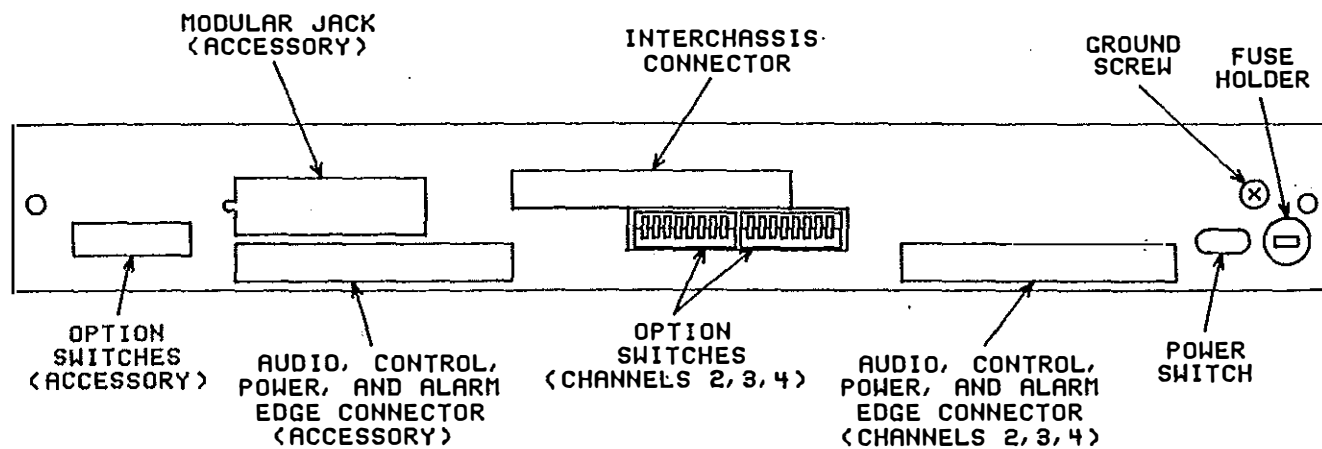 MODULAR JACK
(ACCESSORY)
INTERCHASSIS
CONNECTOR
GROUND
SCREW
FUSE
HOLDER
OPTION
SWITCHES
(ACCESSORY)
AUDIO, CONTROL,
POWER, AND ALARM
EDGE CONNECTOR
(ACCESSORY)
OPTION
SWITCHES
(CHANNELS 2,3,4)
AUDIO, CONTROL,
POWER, AND ALARM
EDGE CONNECTOR
(CHANNELS 2,3,4)
POWER
SWITCH